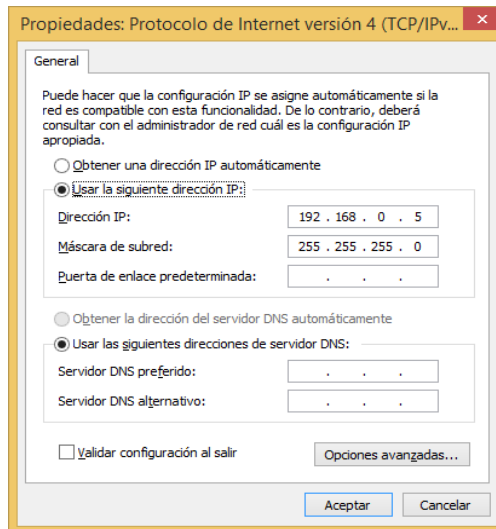 Propiedades: Protocolo de Internet versión 4 (TCP/IPv...
General
Puede hacer que la configuración IP se asigne automáticamente si la
red es compatible con esta funcionalidad. De lo contrario, deberá
consultar con el administrador de red cuál es la configuración IP
apropiada.
Obtener una dirección IP automáticamente
Usar la siguiente dirección IP:
Dirección IP: 192 . 168 . 0 . 5
Máscara de subred: 255 . 255 . 255 . 0
Puerta de enlace predeterminada: . . .
Obtener la dirección del servidor DNS automáticamente
Usar las siguientes direcciones de servidor DNS:
Servidor DNS preferido: . . .
Servidor DNS alternativo: . . .
Validar configuración al salir
Opciones avanzadas...
Aceptar Cancelar